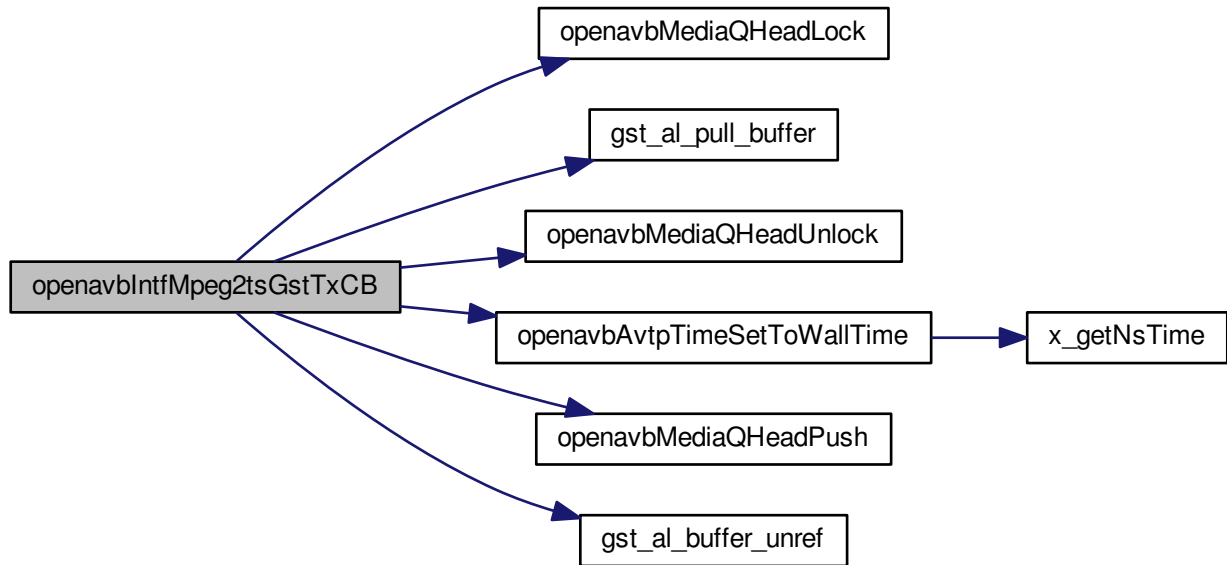 openavbMediaQHeadLock
gst_al_pull_buffer
openavbMediaQHeadUnlock
openavbIntfMpeg2tsGstTxCB
openavbAvtpTimeSetToWallTime
x_getNsTime
openavbMediaQHeadPush
gst_al_buffer_unref